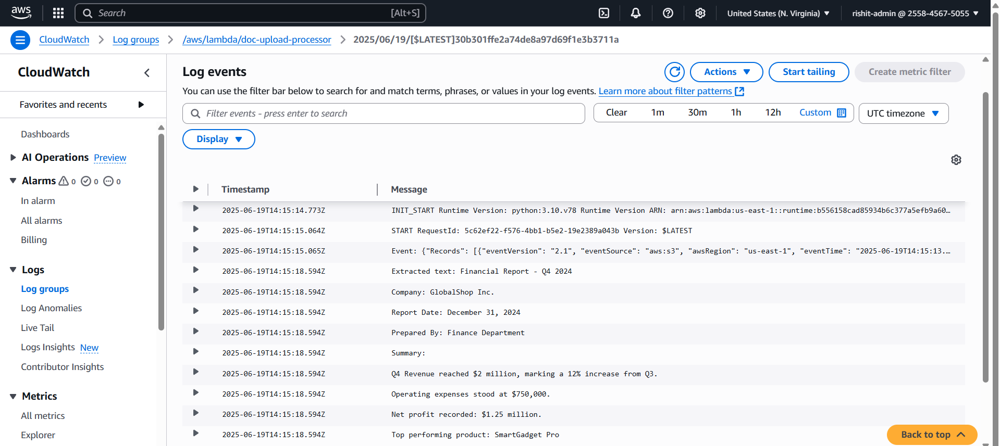 aws
Search [Alt+S]
United States (N. Virginia)
rishit-admin @ 2558-4567-5055
CloudWatch
Log groups
/aws/lambda/doc-upload-processor
2025/06/19/[$LATEST]30b301ffe2a74de8a97d69f1e3b3711a
CloudWatch
Favorites and recents
Dashboards
AI Operations Preview
Alarms 0 0 0
In alarm
All alarms
Billing
Logs
Log groups
Log Anomalies
Live Tail
Logs Insights New
Contributor Insights
Metrics
All metrics
Explorer
Log events
Actions
Start tailing
Create metric filter
You can use the filter bar below to search for and match terms, phrases, or values in your log events. Learn more about filter patterns
Filter events - press enter to search
Clear 1m 30m 1h 12h Custom
UTC timezone
Display
Timestamp Message
2025-06-19T14:15:14.773Z INIT_START Runtime Version: python:3.10.v78 Runtime Version ARN: arn:aws:lambda:us-east-1::runtime:b556158cad85934b6c377a5efb9a60…
2025-06-19T14:15:15.064Z START RequestId: 5c62ef22-f576-4bb1-b5e2-19e2389a043b Version: $LATEST
2025-06-19T14:15:15.065Z Event: {"Records": [{"eventVersion": "2.1", "eventSource": "aws:s3", "awsRegion": "us-east-1", "eventTime": "2025-06-19T14:15:13.…
2025-06-19T14:15:18.594Z Extracted text: Financial Report - Q4 2024
2025-06-19T14:15:18.594Z Company: GlobalShop Inc.
2025-06-19T14:15:18.594Z Report Date: December 31, 2024
2025-06-19T14:15:18.594Z Prepared By: Finance Department
2025-06-19T14:15:18.594Z Summary:
2025-06-19T14:15:18.594Z Q4 Revenue reached $2 million, marking a 12% increase from Q3.
2025-06-19T14:15:18.594Z Operating expenses stood at $750,000.
2025-06-19T14:15:18.594Z Net profit recorded: $1.25 million.
2025-06-19T14:15:18.594Z Top performing product: SmartGadget Pro
Back to top